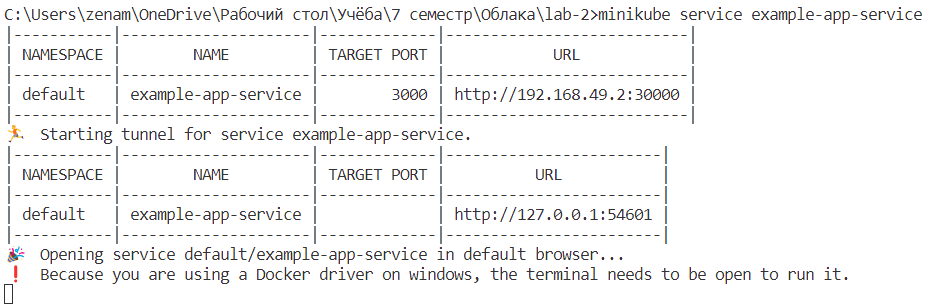 C:\Users\zenam\OneDrive\Рабочий стол\Учёба\7 семестр\Облака\lab-2>minikube service example-app-service
|-----------|---------------------|-------------|---------------------------|
| NAMESPACE |        NAME         | TARGET PORT |            URL            |
|-----------|---------------------|-------------|---------------------------|
| default   | example-app-service |        3000 | http://192.168.49.2:30000 |
|-----------|---------------------|-------------|---------------------------|
🏃  Starting tunnel for service example-app-service.
|-----------|---------------------|-------------|------------------------|
| NAMESPACE |        NAME         | TARGET PORT |          URL           |
|-----------|---------------------|-------------|------------------------|
| default   | example-app-service |             | http://127.0.0.1:54601 |
|-----------|---------------------|-------------|------------------------|
🎉  Opening service default/example-app-service in default browser...
❗  Because you are using a Docker driver on windows, the terminal needs to be open to run it.